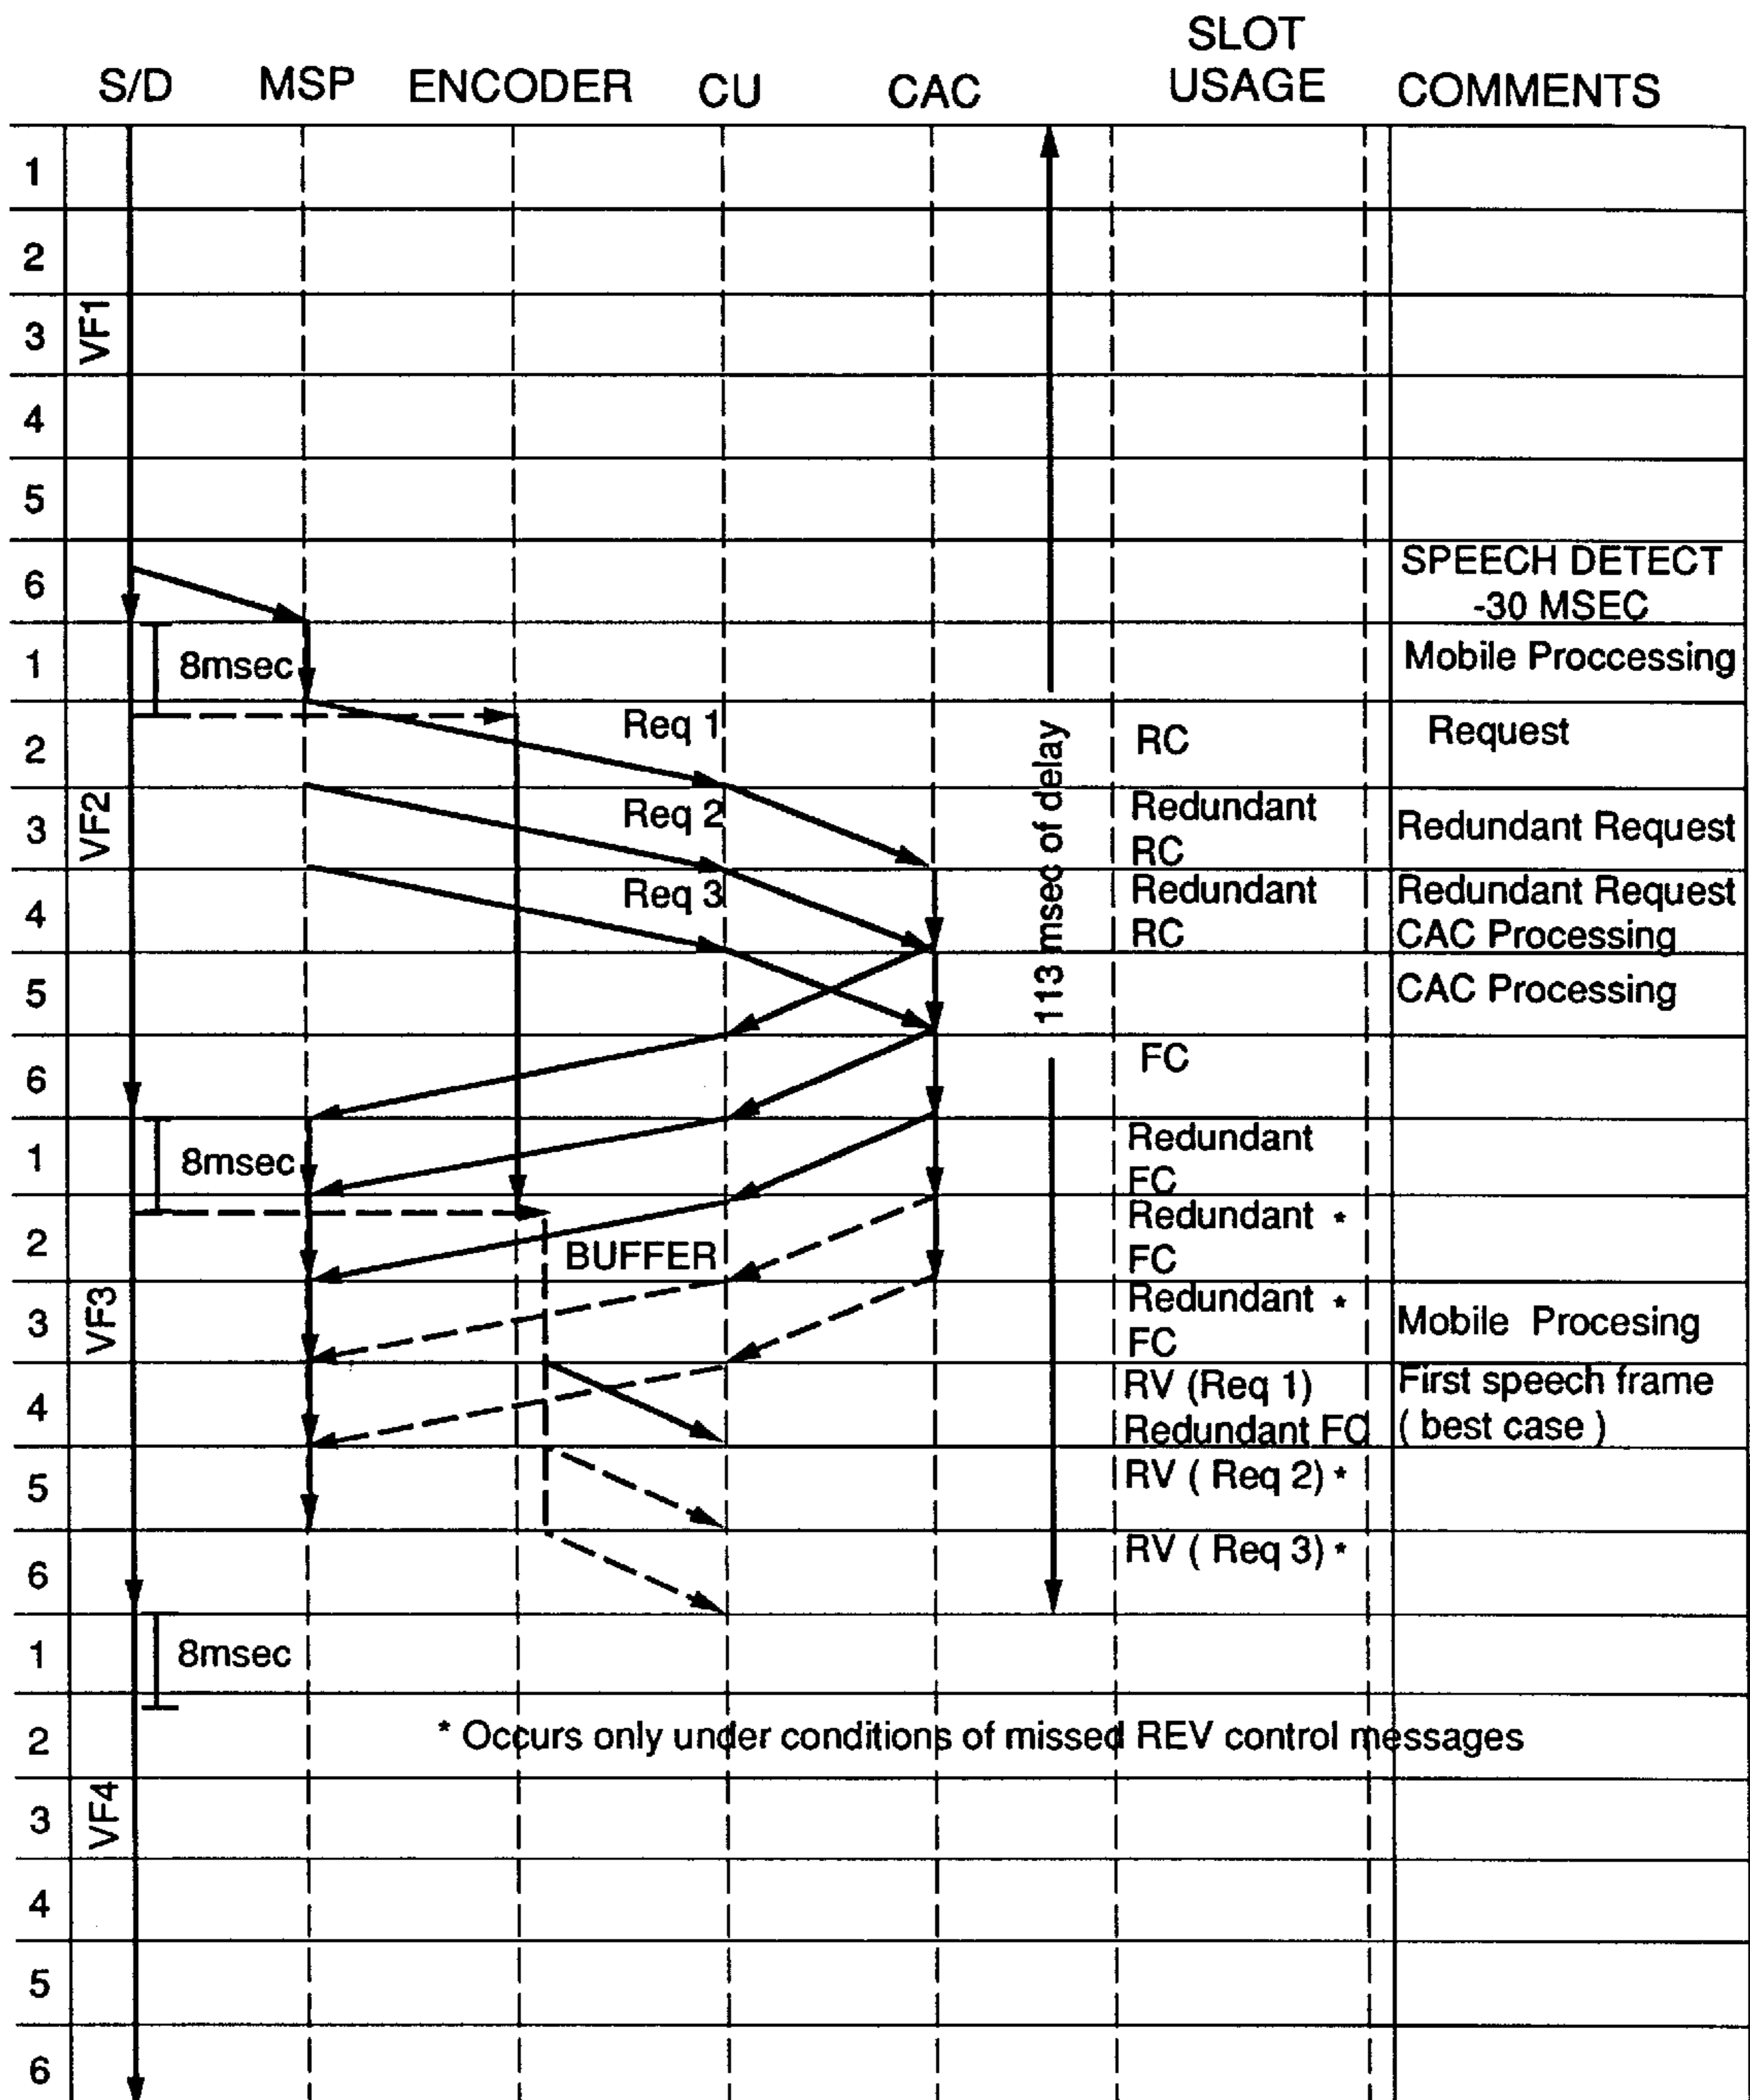 SLOT
S/D MSP ENCODER CU CAC USAGE COMMENTS
1
2
VF1
3
4
5
6 SPEECH DETECT
-30 MSEC
1 8msec Mobile Proccessing
2 Req 1 RC Request
VF2
3 Req 2 Redundant Redundant Request
RC
4 Req 3 Redundant Redundant Request
RC CAC Processing
113 msec of delay
5 CAC Processing
6 FC
1 8msec Redundant
FC
2 BUFFER Redundant *
FC
VF3
3 Redundant * Mobile Procesing
FC
4 RV (Req 1) First speech frame
Redundant FC ( best case )
5 RV ( Req 2) *
6 RV ( Req 3) *
1 8msec
2 * Occurs only under conditions of missed REV control messages
VF4
3
4
5
6